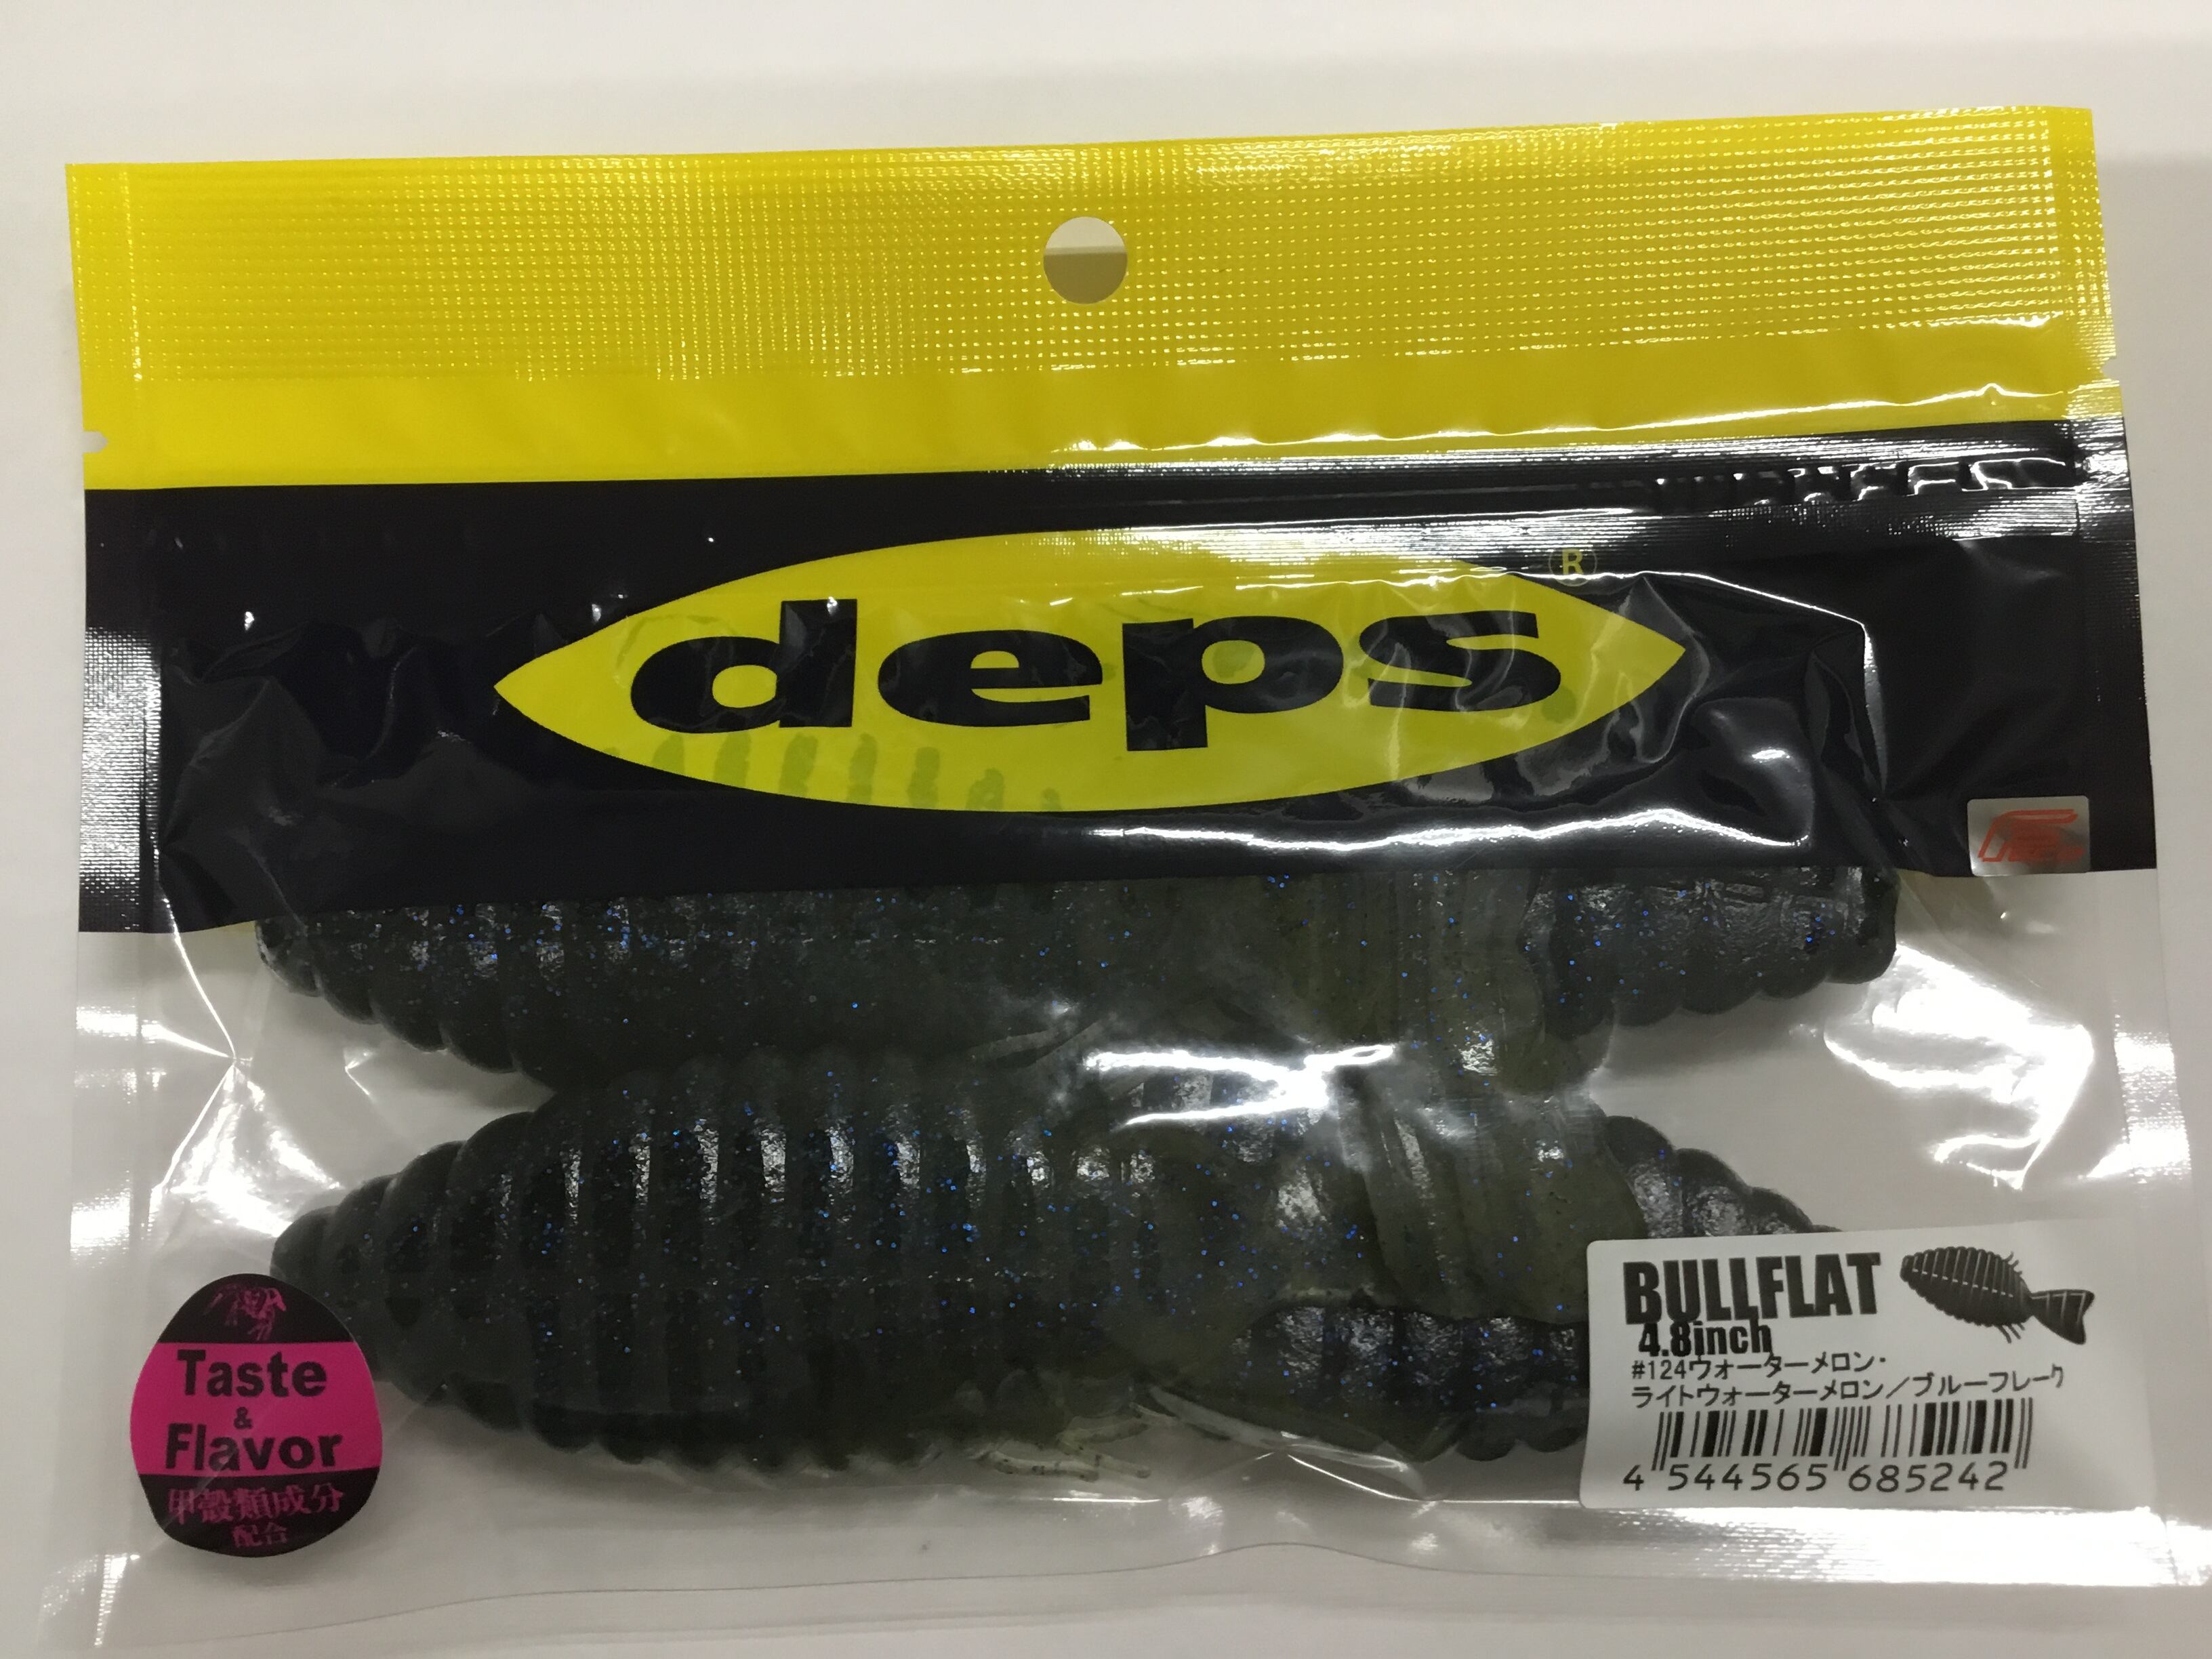 deps
®
BULLFLAT
4.8inch
#124ウォーターメロン・
ライトウォーターメロン／ブルーフレーク
4 544565 685242
Taste
&
Flavor
甲殻類成分
配合